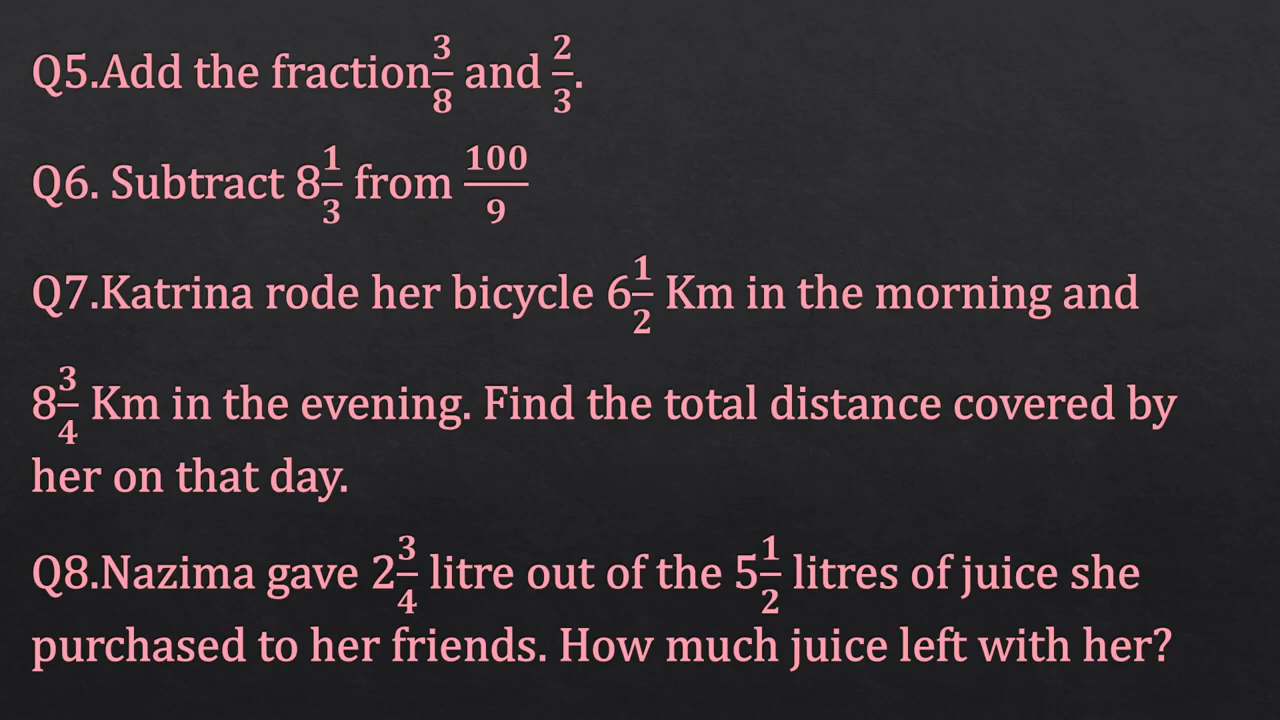 Q5.Add the fraction 3/8 and 2/3.
Q6. Subtract 8 1/3 from 100/9
Q7.Katrina rode her bicycle 6 1/2 Km in the morning and
8 3/4 Km in the evening. Find the total distance covered by
her on that day.
Q8.Nazima gave 2 3/4 litre out of the 5 1/2 litres of juice she
purchased to her friends. How much juice left with her?